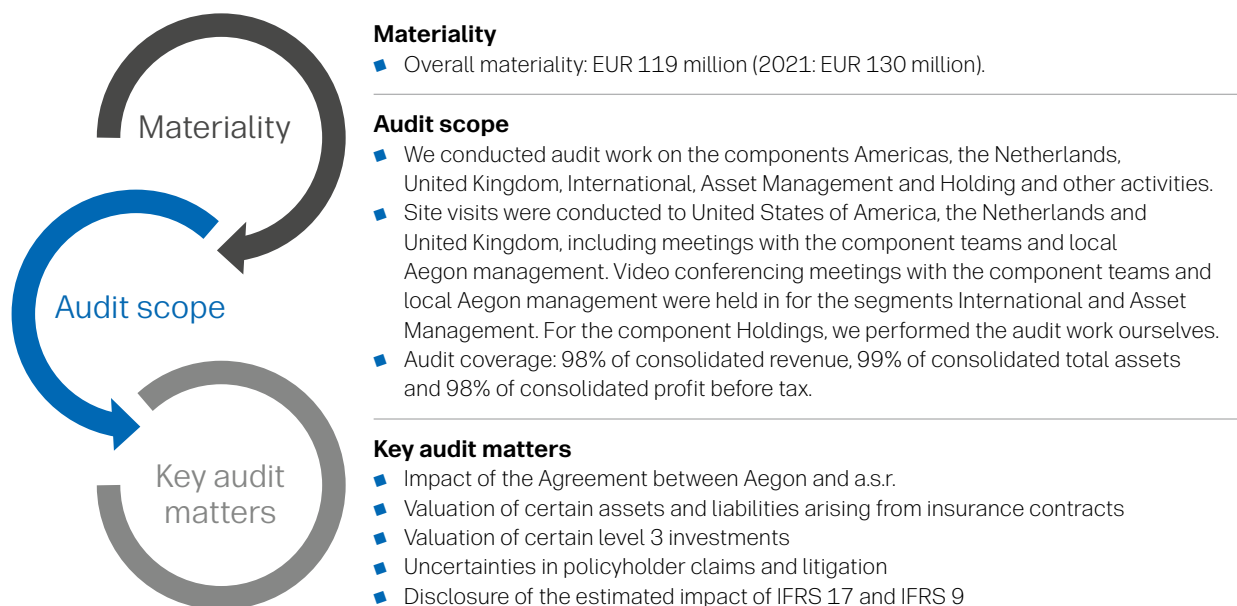 Materiality
Audit scope
Key audit
matters
Materiality
Overall materiality: EUR 119 million (2021: EUR 130 million).
Audit scope
We conducted audit work on the components Americas, the Netherlands,
United Kingdom, International, Asset Management and Holding and other activities.
Site visits were conducted to United States of America, the Netherlands and
United Kingdom, including meetings with the component teams and local
Aegon management. Video conferencing meetings with the component teams and
local Aegon management were held in for the segments International and Asset
Management. For the component Holdings, we performed the audit work ourselves.
Audit coverage: 98% of consolidated revenue, 99% of consolidated total assets
and 98% of consolidated profit before tax.
Key audit matters
Impact of the Agreement between Aegon and a.s.r.
Valuation of certain assets and liabilities arising from insurance contracts
Valuation of certain level 3 investments
Uncertainties in policyholder claims and litigation
Disclosure of the estimated impact of IFRS 17 and IFRS 9